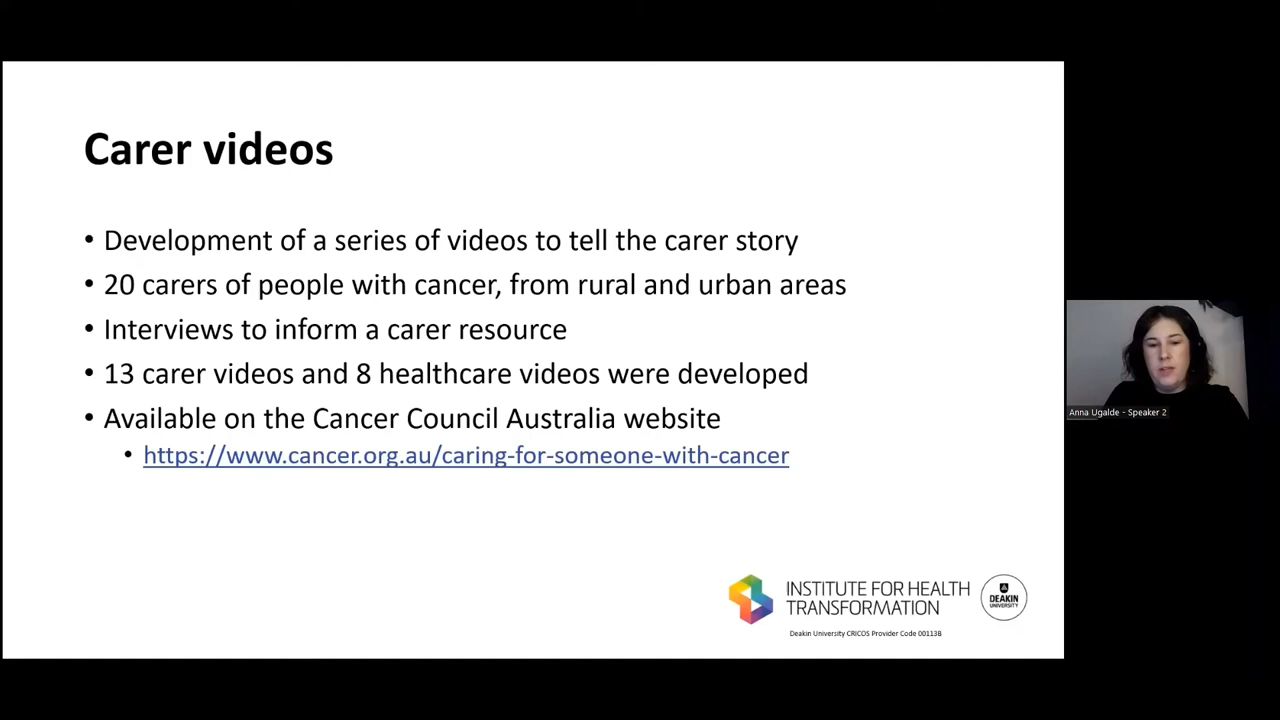 Carer videos
• Development of a series of videos to tell the carer story
• 20 carers of people with cancer, from rural and urban areas
• Interviews to inform a carer resource
• 13 carer videos and 8 healthcare videos were developed
• Available on the Cancer Council Australia website
• https://www.cancer.org.au/caring-for-someone-with-cancer
Anna Ugalde - Speaker 2
INSTITUTE FOR HEALTH
TRANSFORMATION
DEAKIN
UNIVERSITY
Deakin University CRICOS Provider Code 00113B